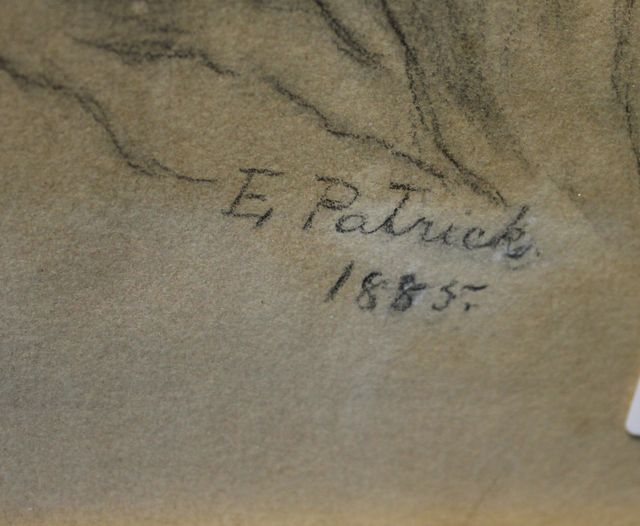 E, Patrick.
1885.